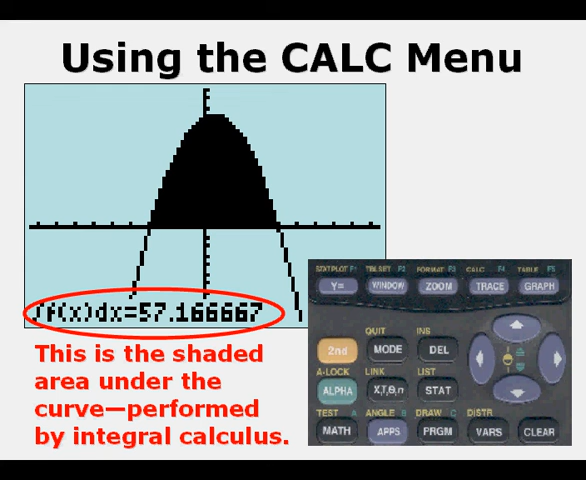 Using the CALC Menu
∫f(x)dx=57.166667
This is the shaded
area under the
curve—performed
by integral calculus.
STAT PLOT F1 TBLSET F2 FORMAT F3 CALC F4 TABLE F5
Y= WINDOW ZOOM TRACE GRAPH
QUIT INS
2nd MODE DEL
A-LOCK LINK LIST
ALPHA X,T,θ,n STAT
TEST A ANGLE B DRAW C DISTR
MATH APPS PRGM VARS CLEAR